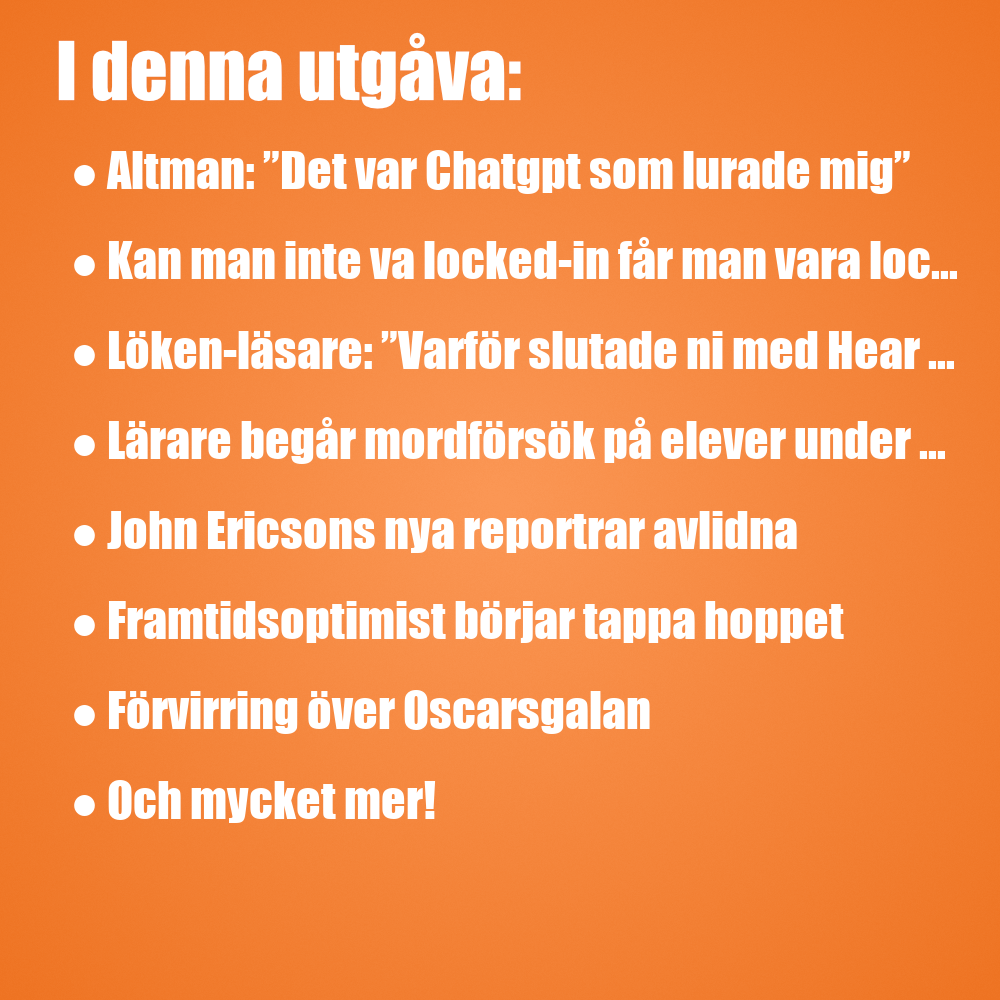 I denna utgåva:
• Altman: ”Det var Chatgpt som lurade mig”
• Kan man inte va locked-in får man vara loc...
• Löken-läsare: ”Varför slutade ni med Hear ...
• Lärare begår mordförsök på elever under ...
• John Ericsons nya reportrar avlidna
• Framtidsoptimist börjar tappa hoppet
• Förvirring över Oscarsgalan
• Och mycket mer!